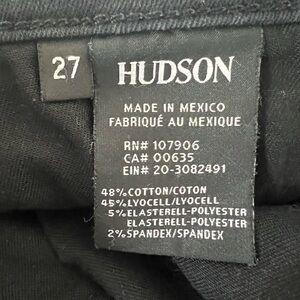 27
HUDSON
MADE IN MEXICO
FABRIQUÉ AU MEXIQUE
RN# 107906
CA# 00635
EIN# 20-3082491
48% COTTON/COTON
45% LYOCELL/LYOCELL
5% ELASTERELL-POLYESTER
ELASTERELL-POLYESTER
2% SPANDEX/SPANDEX